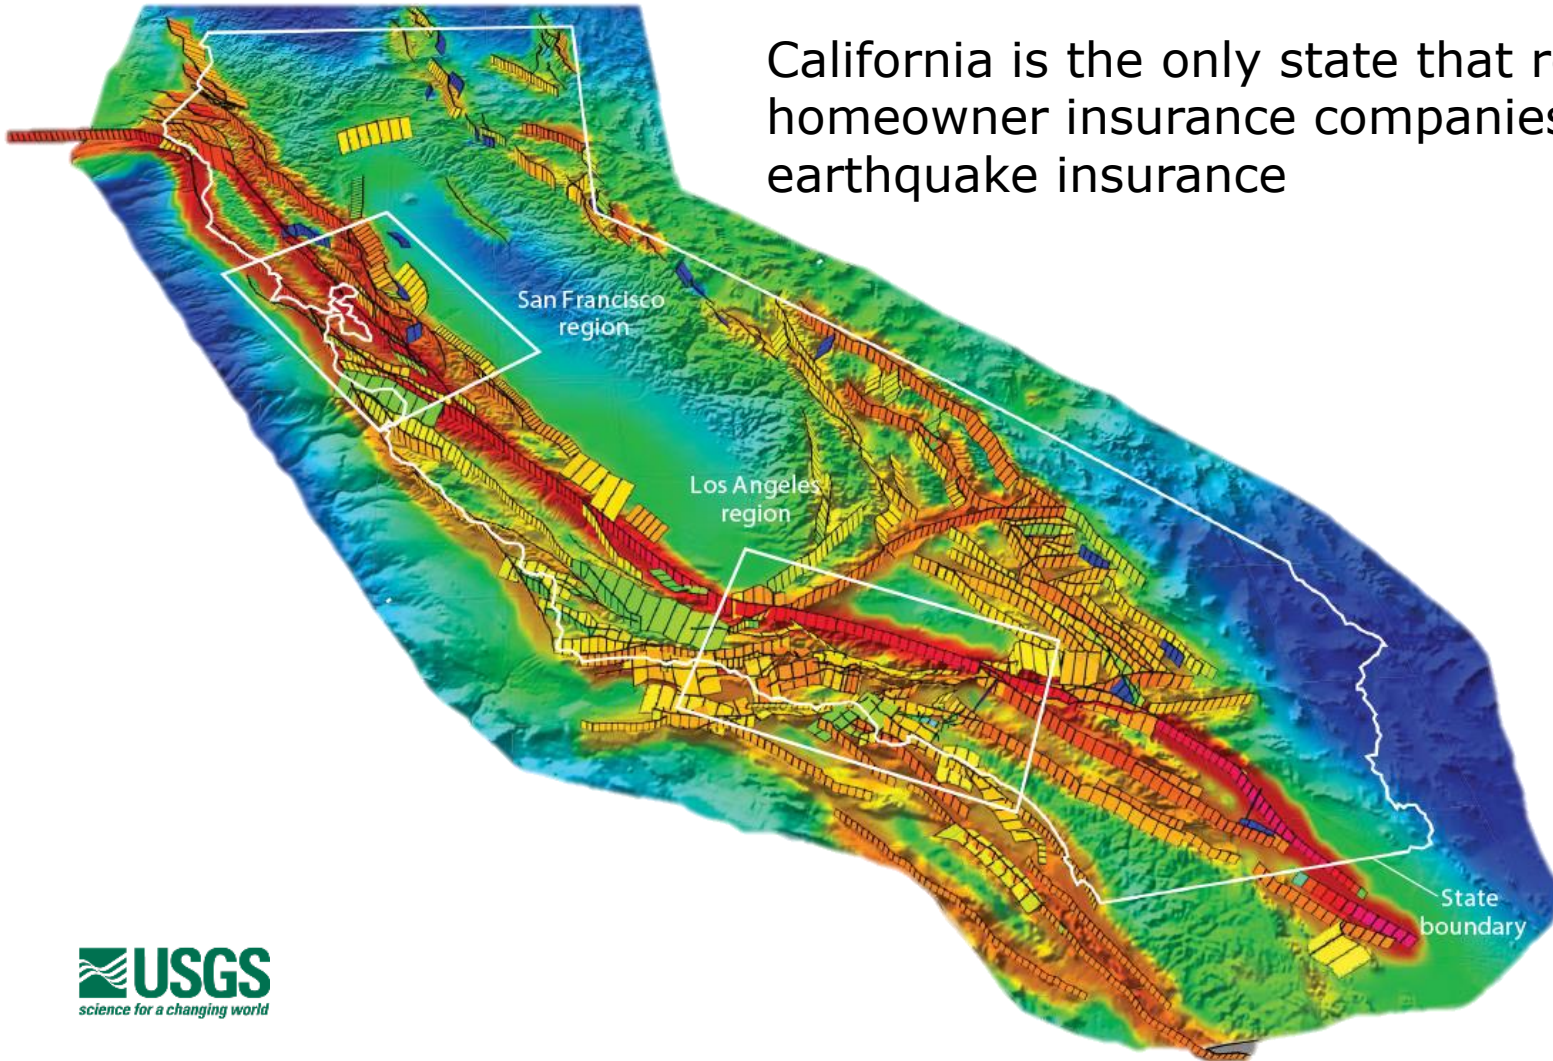 California is the only state that r
homeowner insurance companies
earthquake insurance
San Francisco
region
Los Angeles
region
State
boundary
USGS
science for a changing world